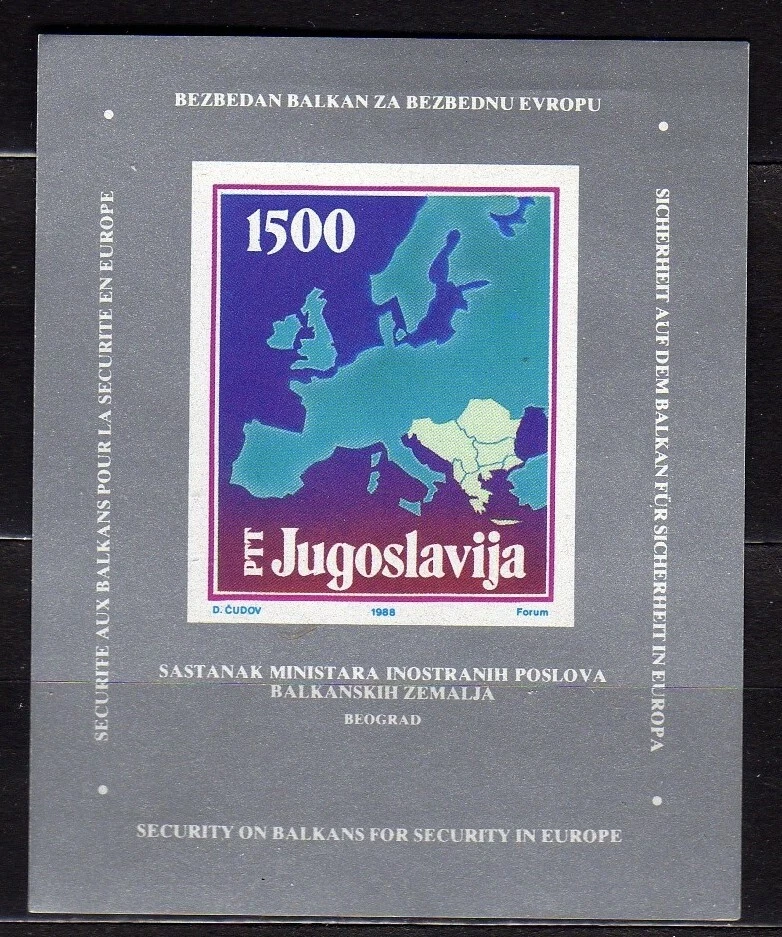 BEZBEDAN BALKAN ZA BEZBEDNU EVROPU
SECURITE AUX BALKANS POUR LA SECURITE EN EUROPE
SICHERHEIT AUF DEM BALKAN FÜR SICHERHEIT IN EUROPA
1500
PTT Jugoslavija
D. ČUDOV 1988 Forum
SASTANAK MINISTARA INOSTRANIH POSLOVA
BALKANSKIH ZEMALJA
BEOGRAD
SECURITY ON BALKANS FOR SECURITY IN EUROPE